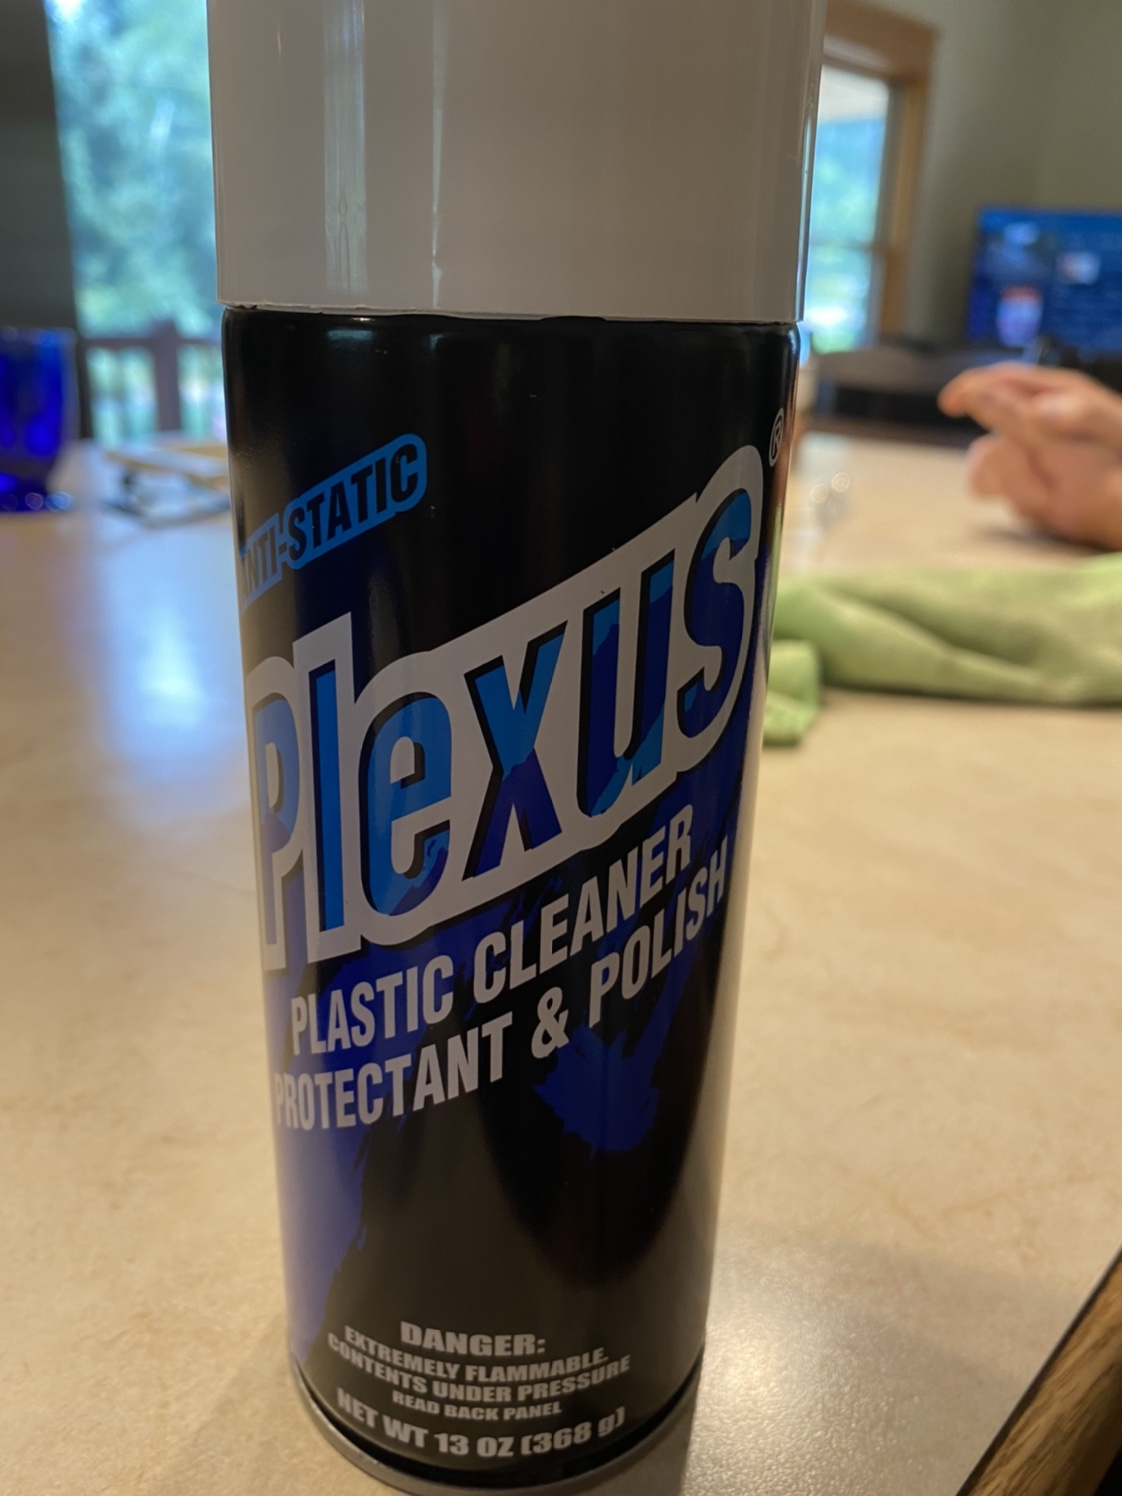 ANTI-STATIC
Plexus®
PLASTIC CLEANER
PROTECTANT & POLISH
DANGER:
EXTREMELY FLAMMABLE.
CONTENTS UNDER PRESSURE
READ BACK PANEL
NET WT 13 OZ (368 g)